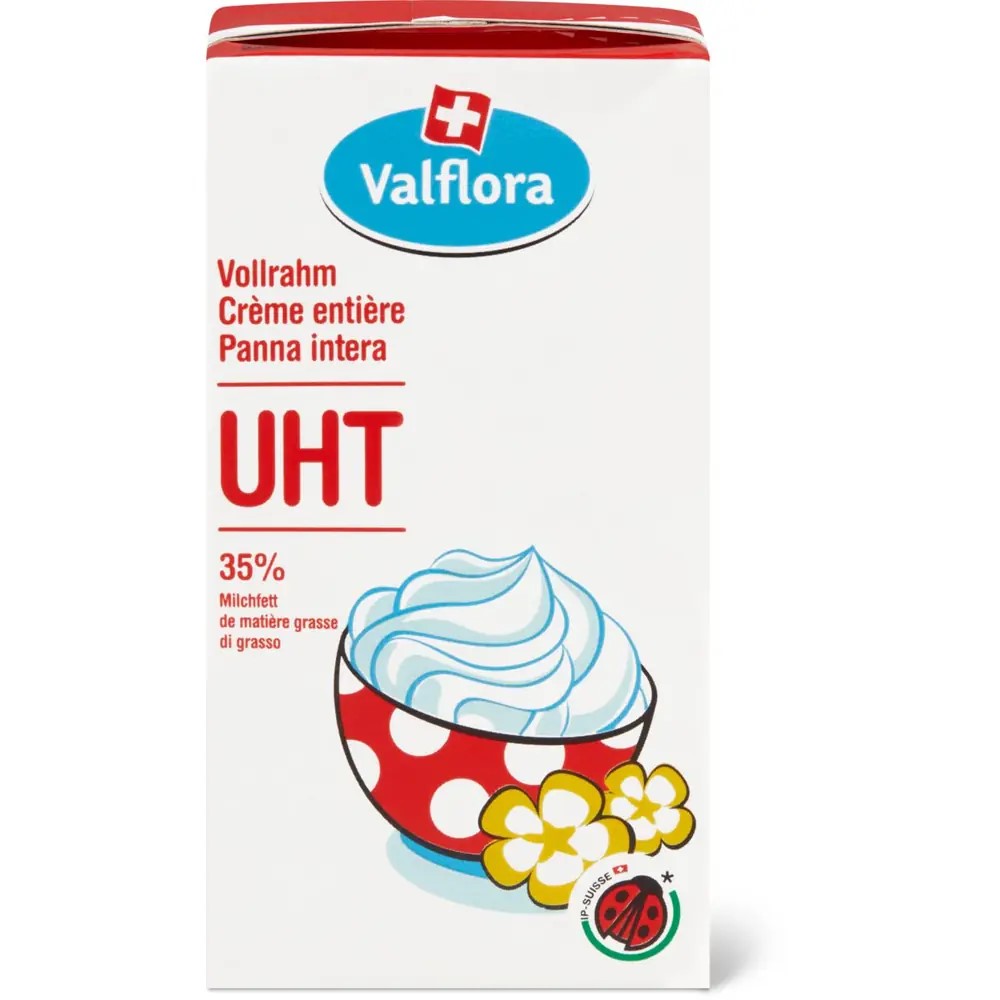 Valflora
Vollrahm
Crème entière
Panna intera
UHT
35%
Milchfett
de matière grasse
di grasso
IP-SUISSE
*